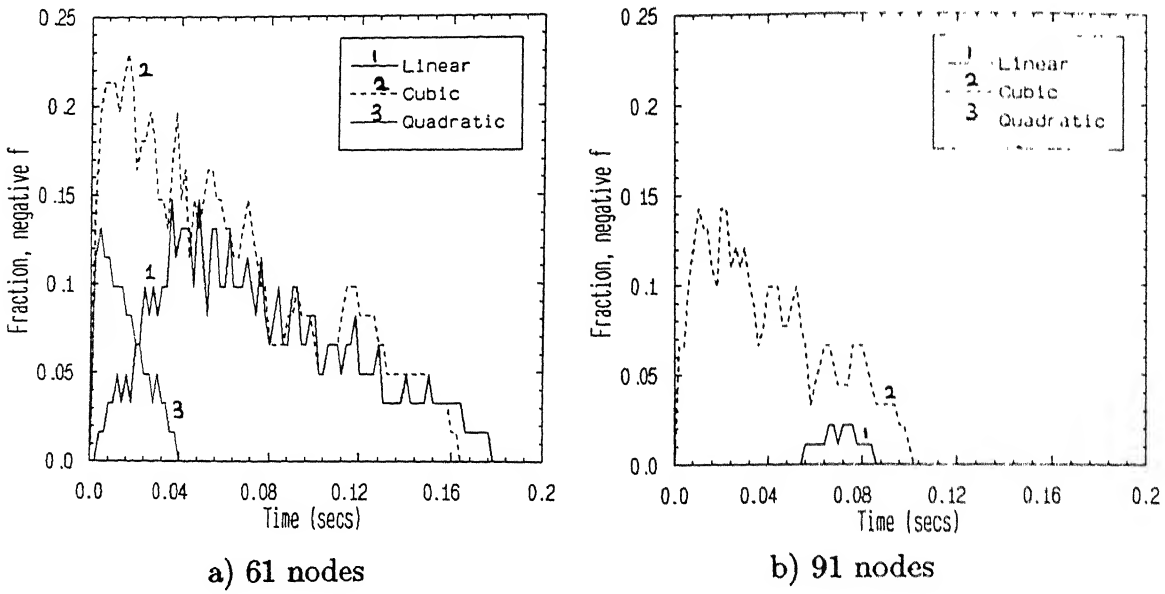 0.25
0.2
0.15
0.1
0.05
0.0
Fraction, negative f
1 Linear
2 Cubic
3 Quadratic
2
1
3
0.0 0.04 0.08 0.12 0.16 0.2
Time (secs)
a) 61 nodes
0.25
0.2
0.15
0.1
0.05
0.0
Fraction, negative f
1 Linear
2 Cubic
3 Quadratic
2
1
0.0 0.04 0.08 0.12 0.16 0.2
Time (secs)
b) 91 nodes